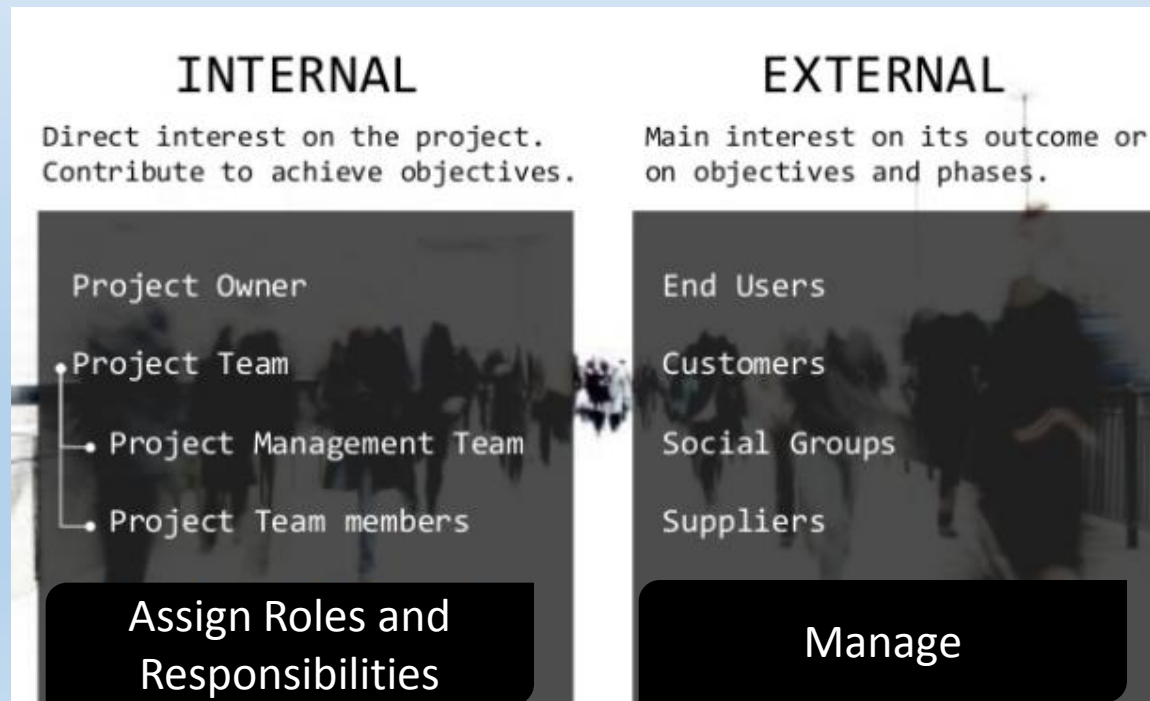 INTERNAL
Direct interest on the project.
Contribute to achieve objectives.
Project Owner
Project Team
Project Management Team
Project Team members
Assign Roles and
Responsibilities
EXTERNAL
Main interest on its outcome or
on objectives and phases.
End Users
Customers
Social Groups
Suppliers
Manage